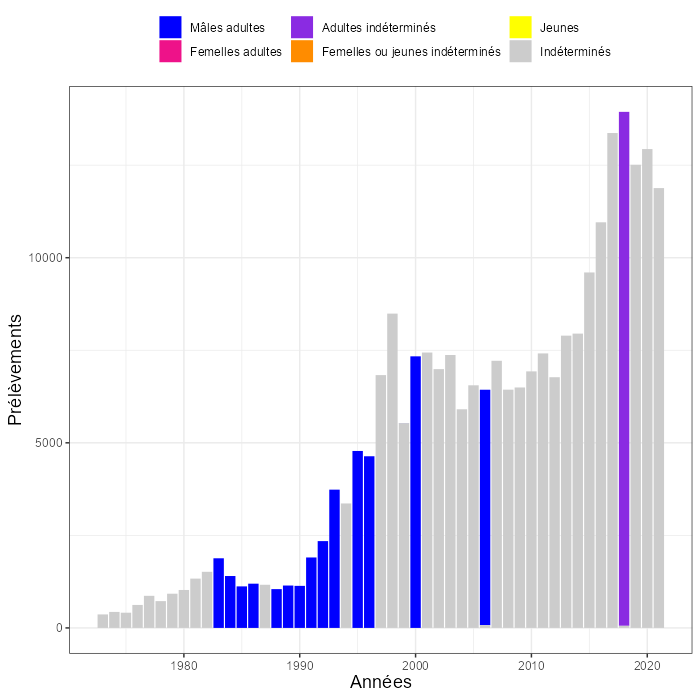 Mâles adultes Adultes indéterminés Jeunes
Femelles adultes Femelles ou jeunes indéterminés Indéterminés
Prélèvements
10000
5000
0
1980 1990 2000 2010 2020
Années